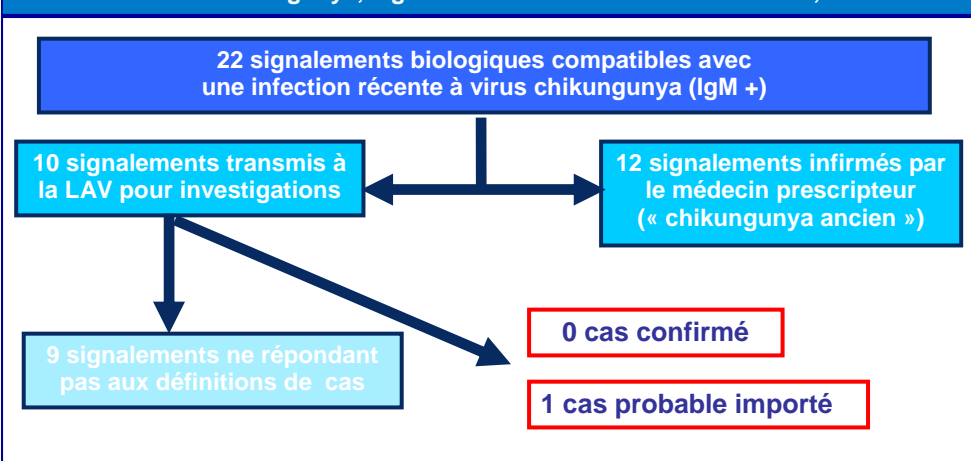 22 signalements biologiques compatibles avec
une infection récente à virus chikungunya (IgM +)
10 signalements transmis à
la LAV pour investigations
12 signalements infirmés par
le médecin prescripteur
(« chikungunya ancien »)
9 signalements ne répondant
pas aux définitions de cas
0 cas confirmé
1 cas probable importé